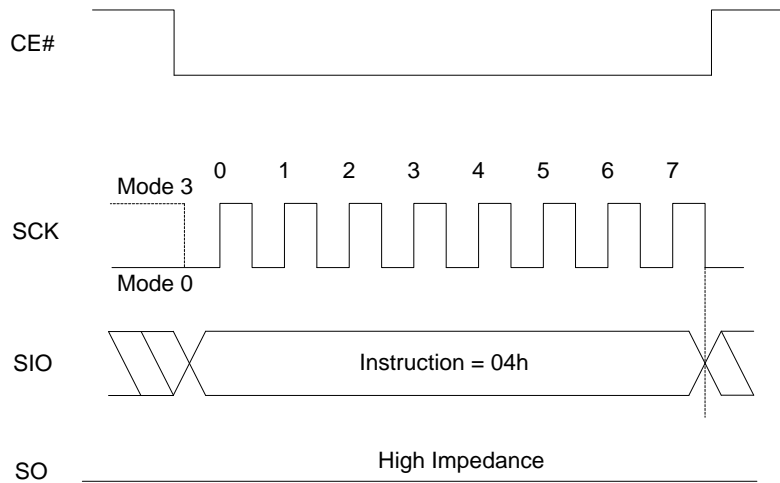 CE#
0 1 2 3 4 5 6 7
Mode 3
SCK
Mode 0
SIO
Instruction = 04h
High Impedance
SO